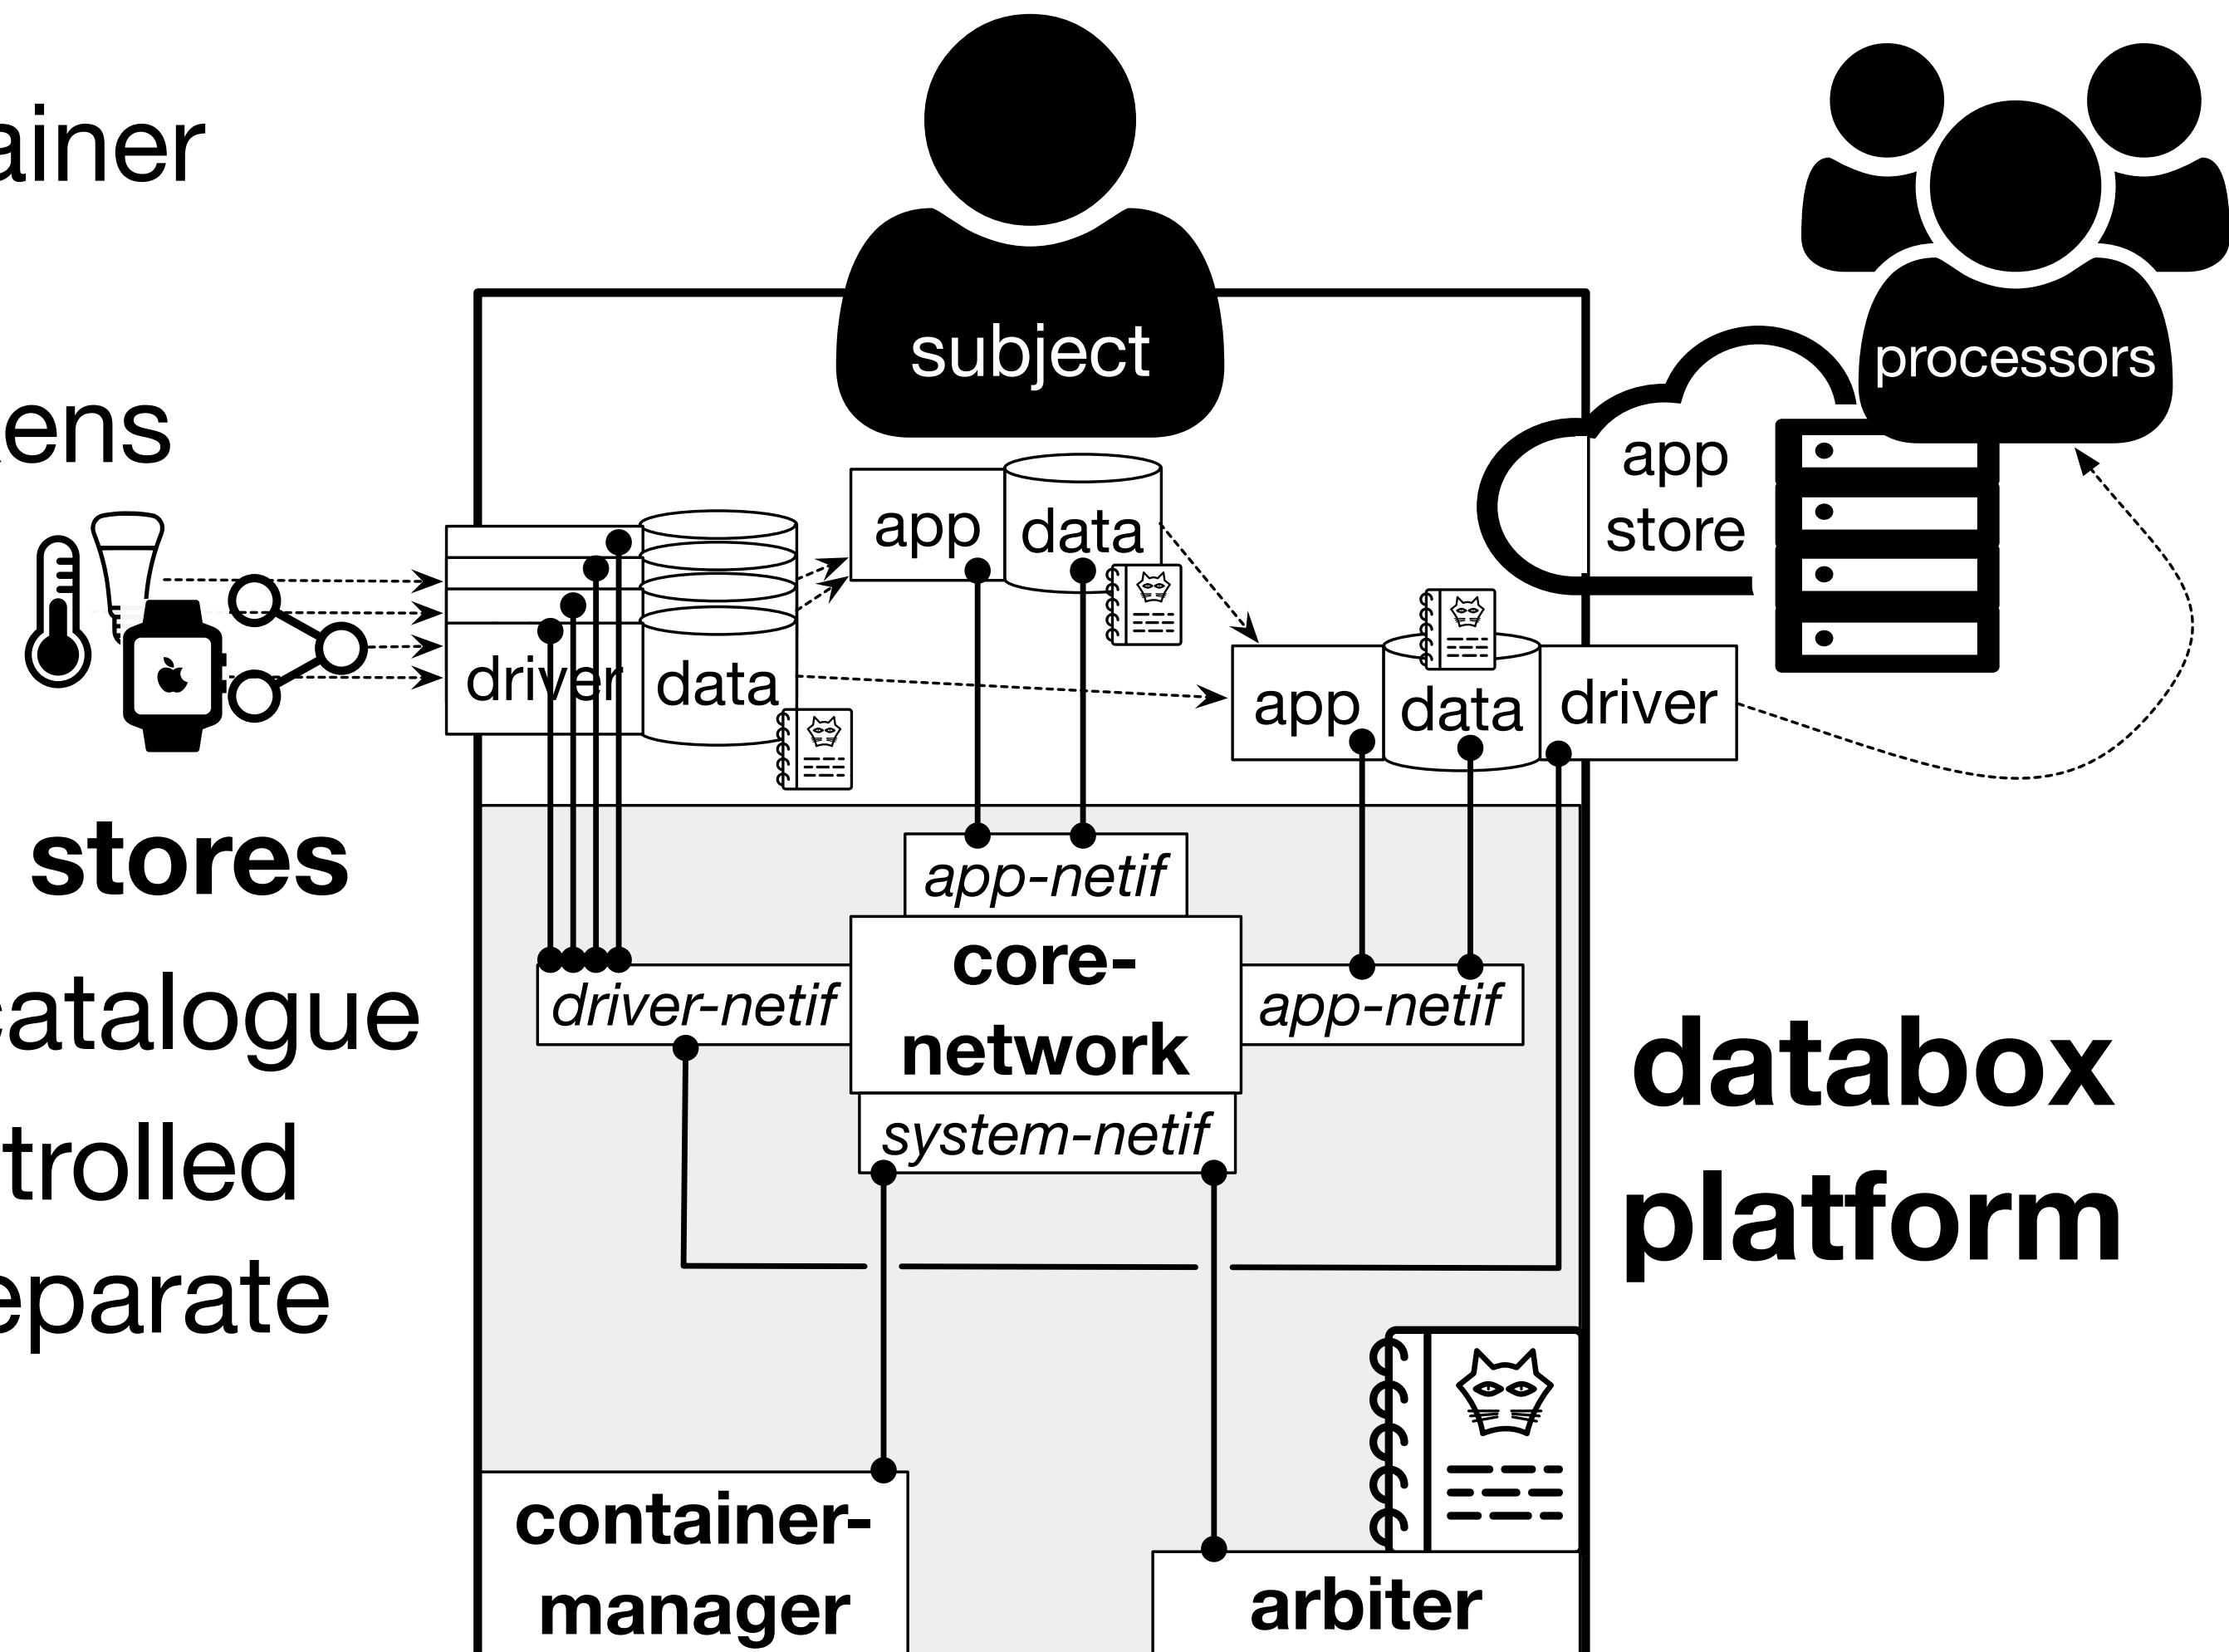 ainer
ens
stores
catalogue
trolled
eparate
subject
processors
app
store
app
data
driver
data
app
data
driver
app-netif
core-
network
driver-netif
app-netif
system-netif
databox
platform
container-
manager
arbiter